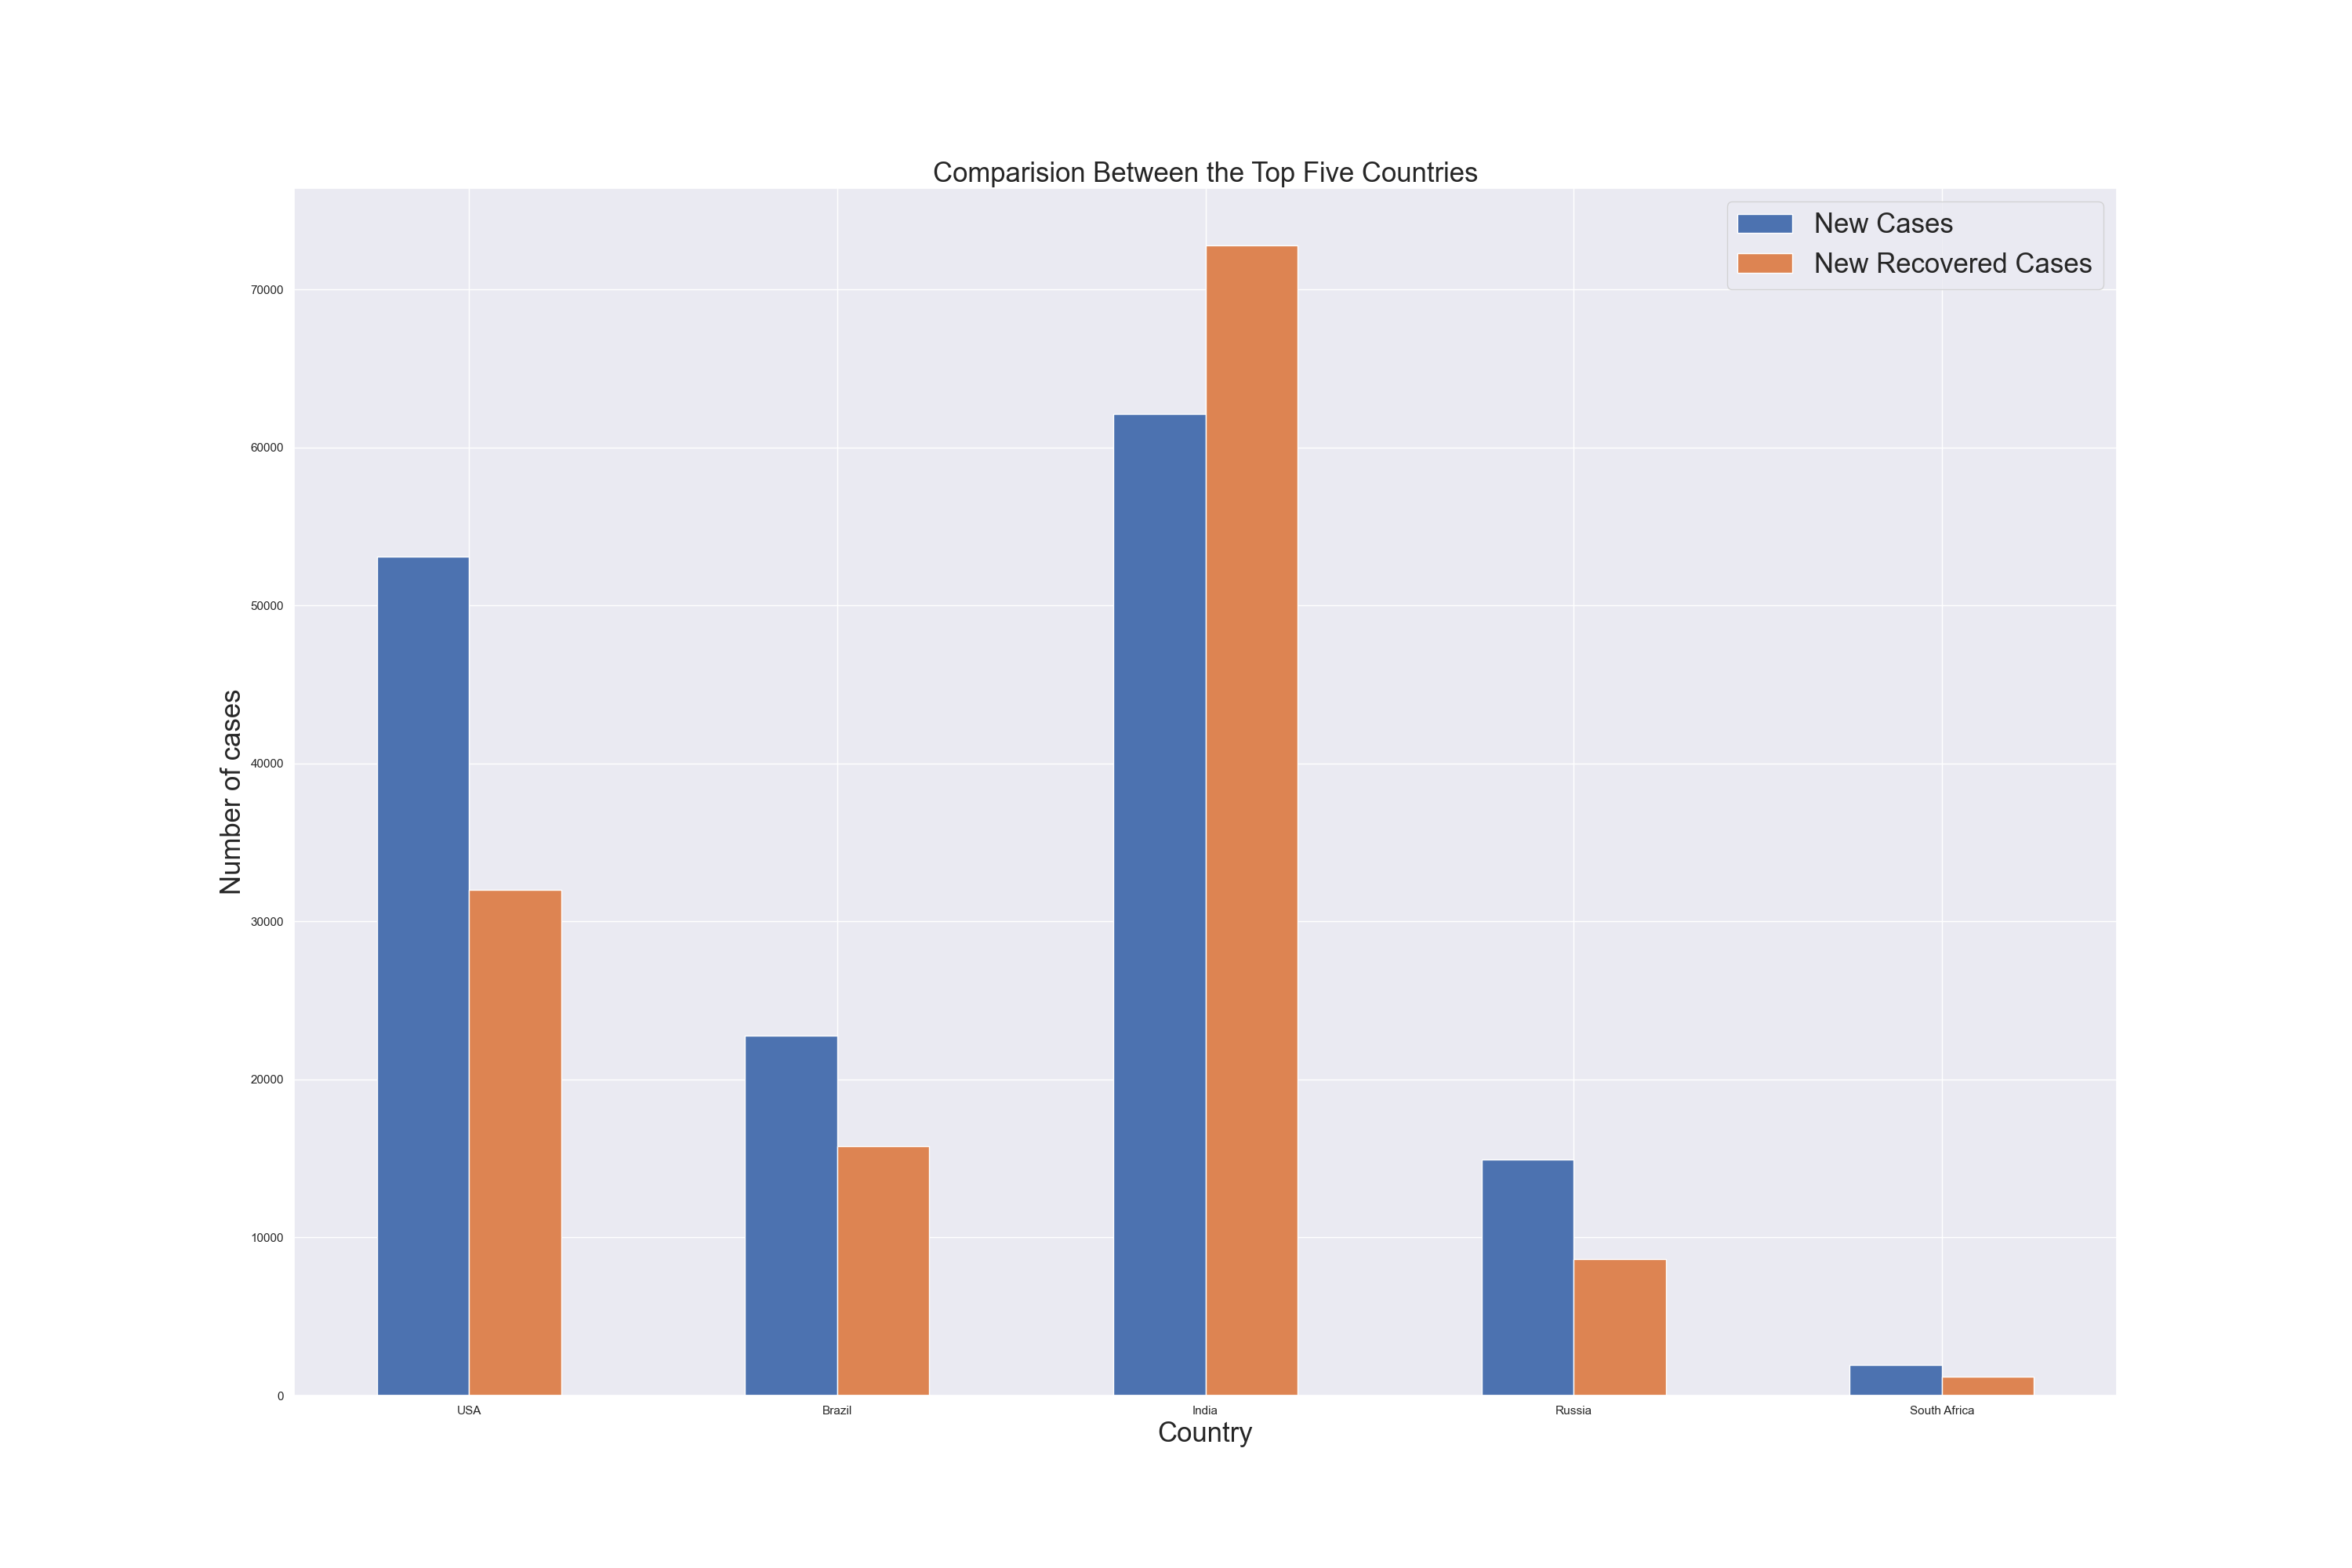 Comparision Between the Top Five Countries
New Cases
New Recovered Cases
70000
60000
50000
40000
30000
20000
10000
0
Number of cases
USA
Brazil
India
Russia
South Africa
Country